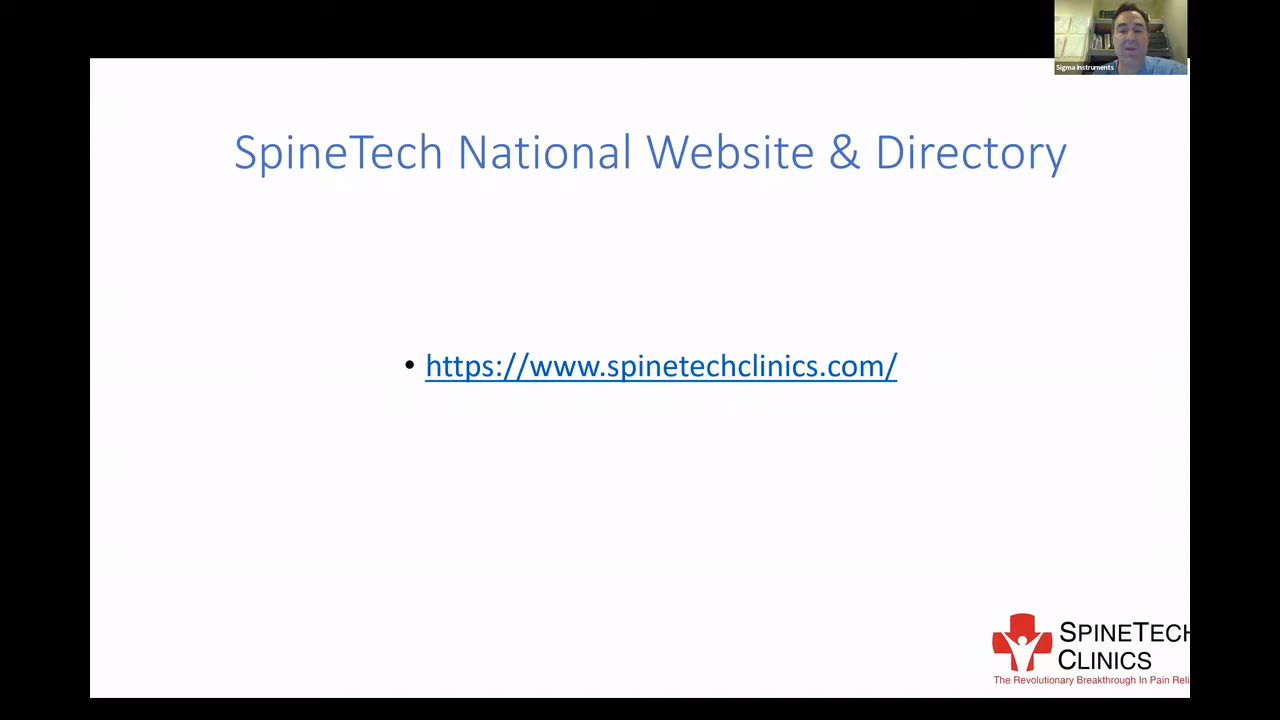 Sigma Instruments
SpineTech National Website & Directory
• https://www.spinetechclinics.com/
SPINETECH
CLINICS
The Revolutionary Breakthrough In Pain Reli